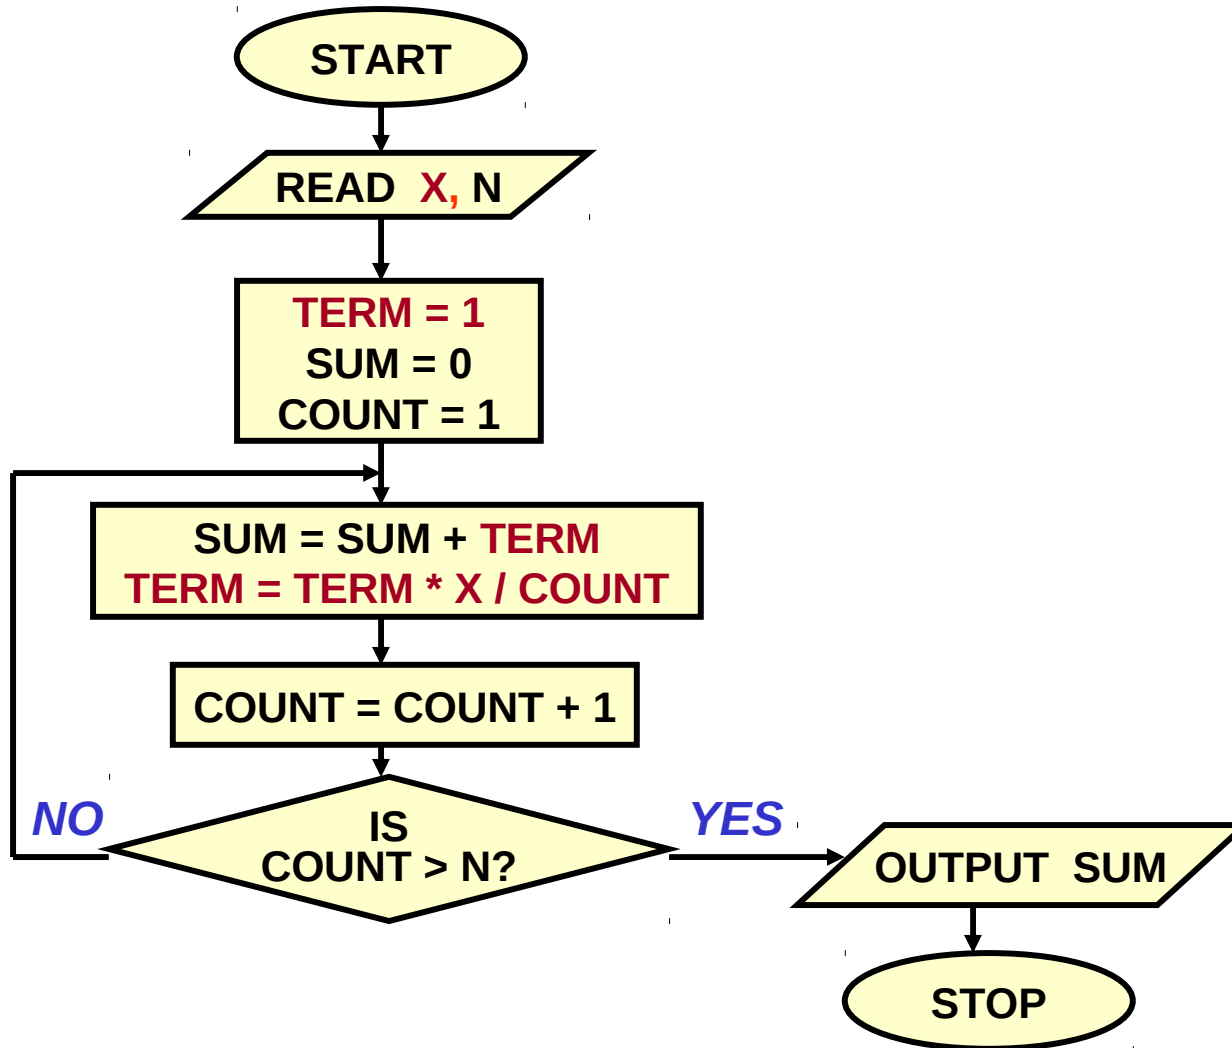 START
READ X, N
TERM = 1
SUM = 0
COUNT = 1
SUM = SUM + TERM
TERM = TERM * X / COUNT
COUNT = COUNT + 1
NO
IS
COUNT > N?
YES
OUTPUT SUM
STOP